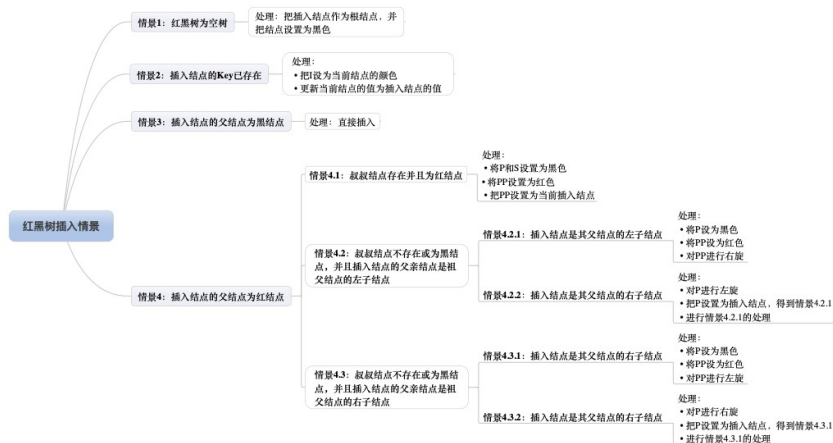 红黑树插入情景
情景1：红黑树为空树
处理：把插入结点作为根结点，并
把结点设置为黑色
情景2：插入结点的Key已存在
处理：
• 把I设为当前结点的颜色
• 更新当前结点的值为插入结点的值
情景3：插入结点的父结点为黑结点
处理：直接插入
情景4：插入结点的父结点为红结点
情景4.1：叔叔结点存在并且为红结点
处理：
• 将P和S设置为黑色
• 将PP设置为红色
• 把PP设置为当前插入结点
情景4.2：叔叔结点不存在或为黑结
点，并且插入结点的父亲结点是祖
父结点的左子结点
情景4.2.1：插入结点是其父结点的左子结点
处理：
• 将P设为黑色
• 将PP设为红色
• 对PP进行右旋
情景4.2.2：插入结点是其父结点的右子结点
处理：
• 对P进行左旋
• 把P设置为插入结点，得到情景4.2.1
• 进行情景4.2.1的处理
情景4.3：叔叔结点不存在或为黑结
点，并且插入结点的父亲结点是祖
父结点的右子结点
情景4.3.1：插入结点是其父结点的右子结点
处理：
• 将P设为黑色
• 将PP设为红色
• 对PP进行左旋
情景4.3.2：插入结点是其父结点的左子结点
处理：
• 对P进行右旋
• 把P设置为插入结点，得到情景4.3.1
• 进行情景4.3.1的处理